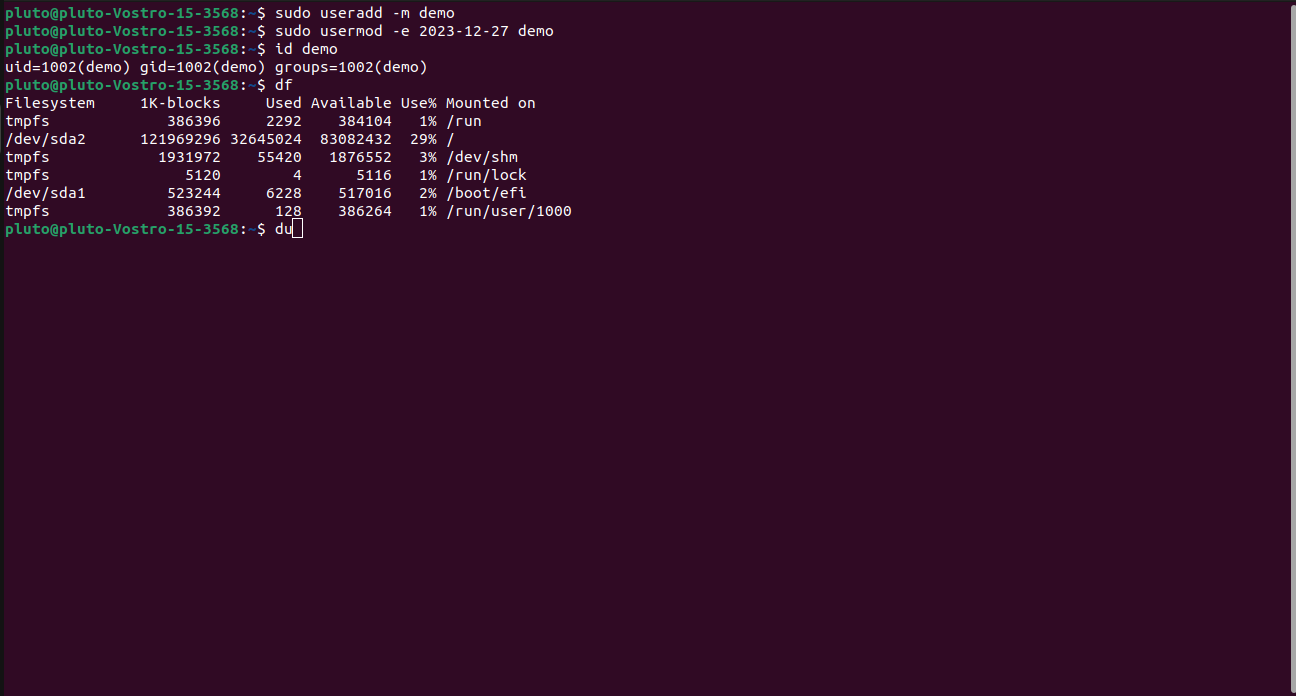 pluto@pluto-Vostro-15-3568:~$ sudo useradd -m demo
pluto@pluto-Vostro-15-3568:~$ sudo usermod -e 2023-12-27 demo
pluto@pluto-Vostro-15-3568:~$ id demo
uid=1002(demo) gid=1002(demo) groups=1002(demo)
pluto@pluto-Vostro-15-3568:~$ df
Filesystem     1K-blocks     Used Available Use% Mounted on
tmpfs             386396     2292    384104   1% /run
/dev/sda2      121969296 32645024  83082432  29% /
tmpfs            1931972    55420   1876552   3% /dev/shm
tmpfs               5120        4      5116   1% /run/lock
/dev/sda1         523244     6228    517016   2% /boot/efi
tmpfs             386392      128    386264   1% /run/user/1000
pluto@pluto-Vostro-15-3568:~$ du